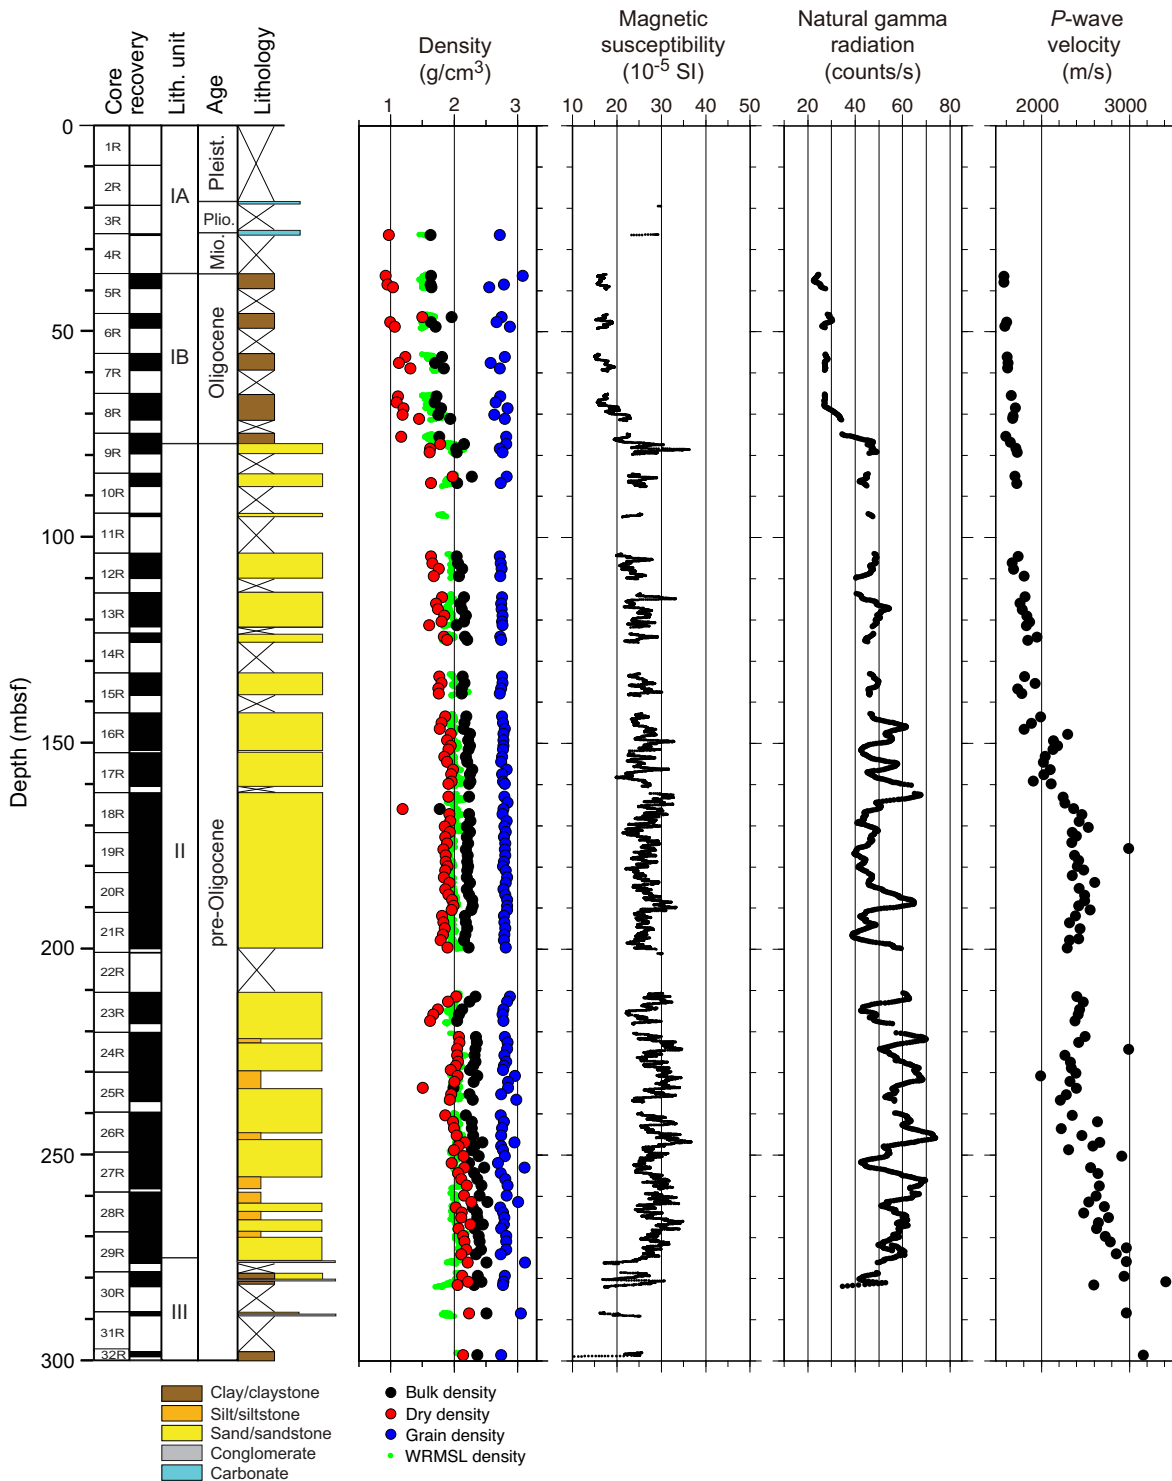 Core
recovery
Lith. unit
Age
Lithology
Density
(g/cm³)
Magnetic
susceptibility
(10⁻⁵ SI)
Natural gamma
radiation
(counts/s)
P-wave
velocity
(m/s)
1 2 3
10 20 30 40 50
20 40 60 80
2000 3000
Depth (mbsf)
0
50
100
150
200
250
300
1R
2R
3R
4R
5R
6R
7R
8R
9R
10R
11R
12R
13R
14R
15R
16R
17R
18R
19R
20R
21R
22R
23R
24R
25R
26R
27R
28R
29R
30R
31R
32R
IA
IB
II
III
Pleist.
Plio.
Mio.
Oligocene
pre-Oligocene
Clay/claystone
Silt/siltstone
Sand/sandstone
Conglomerate
Carbonate
Bulk density
Dry density
Grain density
WRMSL density